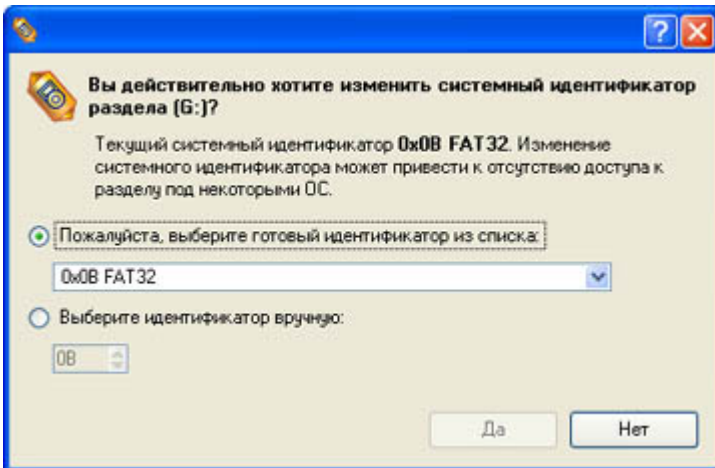 Вы действительно хотите изменить системный идентификатор
раздела (G:)?
Текущий системный идентификатор 0x0B FAT32. Изменение
системного идентификатора может привести к отсутствию доступа к
разделу под некоторыми ОС.
Пожалуйста, выберите готовый идентификатор из списка:
0x0B FAT32
Выберите идентификатор вручную:
0B
Да Нет